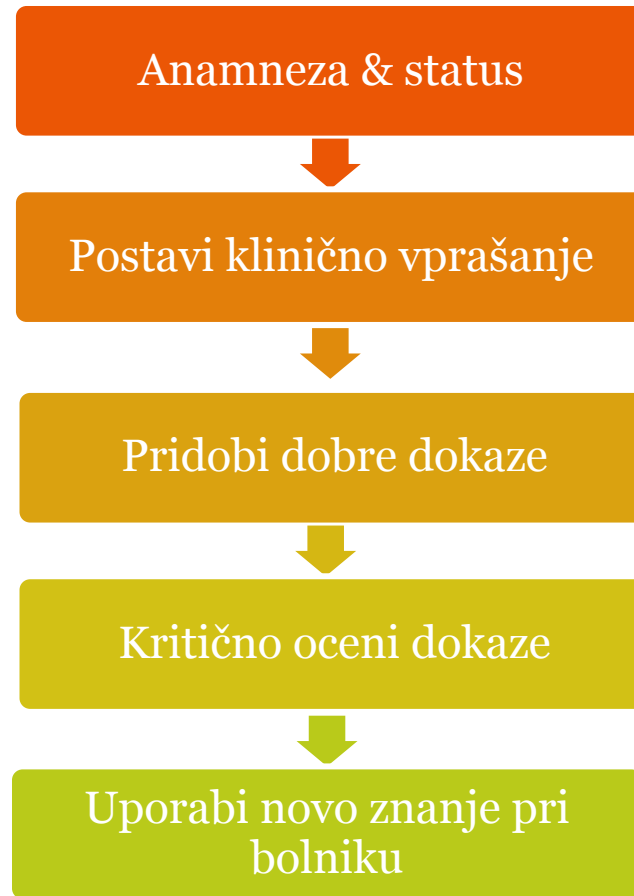 Anamneza & status
Postavi klinično vprašanje
Pridobi dobre dokaze
Kritično oceni dokaze
Uporabi novo znanje pri
bolniku